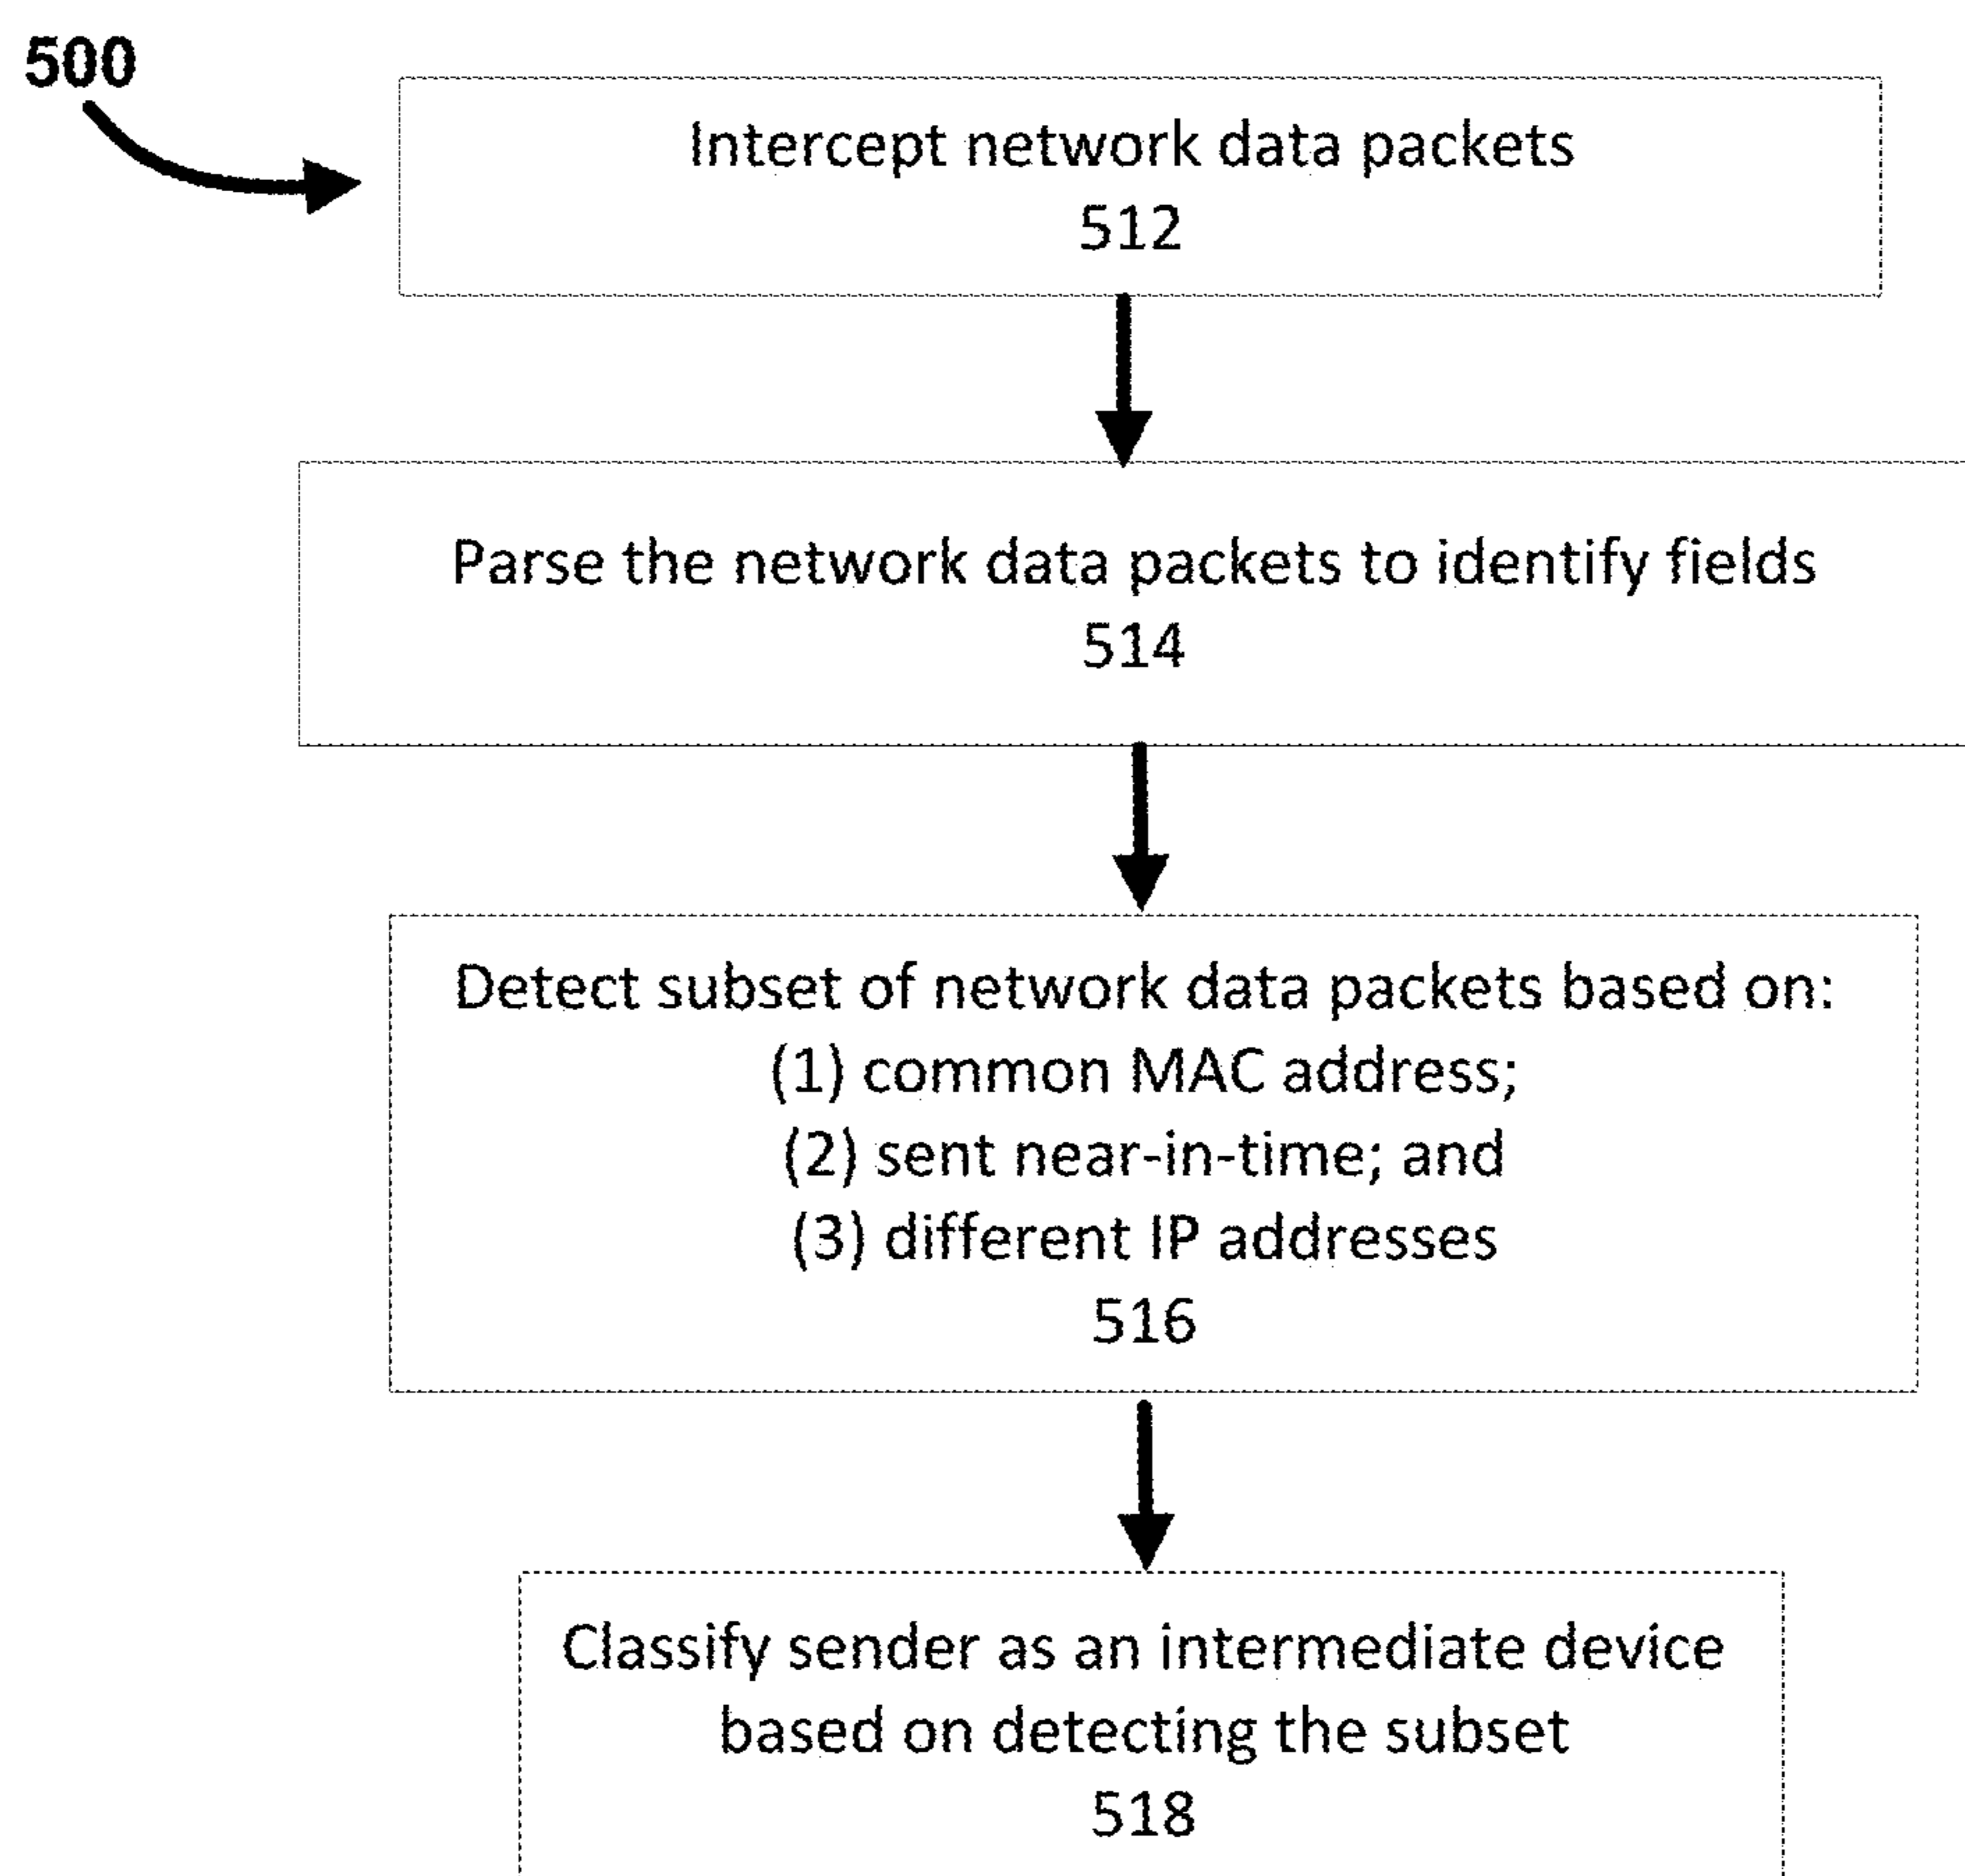 500
Intercept network data packets
512
Parse the network data packets to identify fields
514
Detect subset of network data packets based on:
(1) common MAC address;
(2) sent near-in-time; and
(3) different IP addresses
516
Classify sender as an intermediate device
based on detecting the subset
518